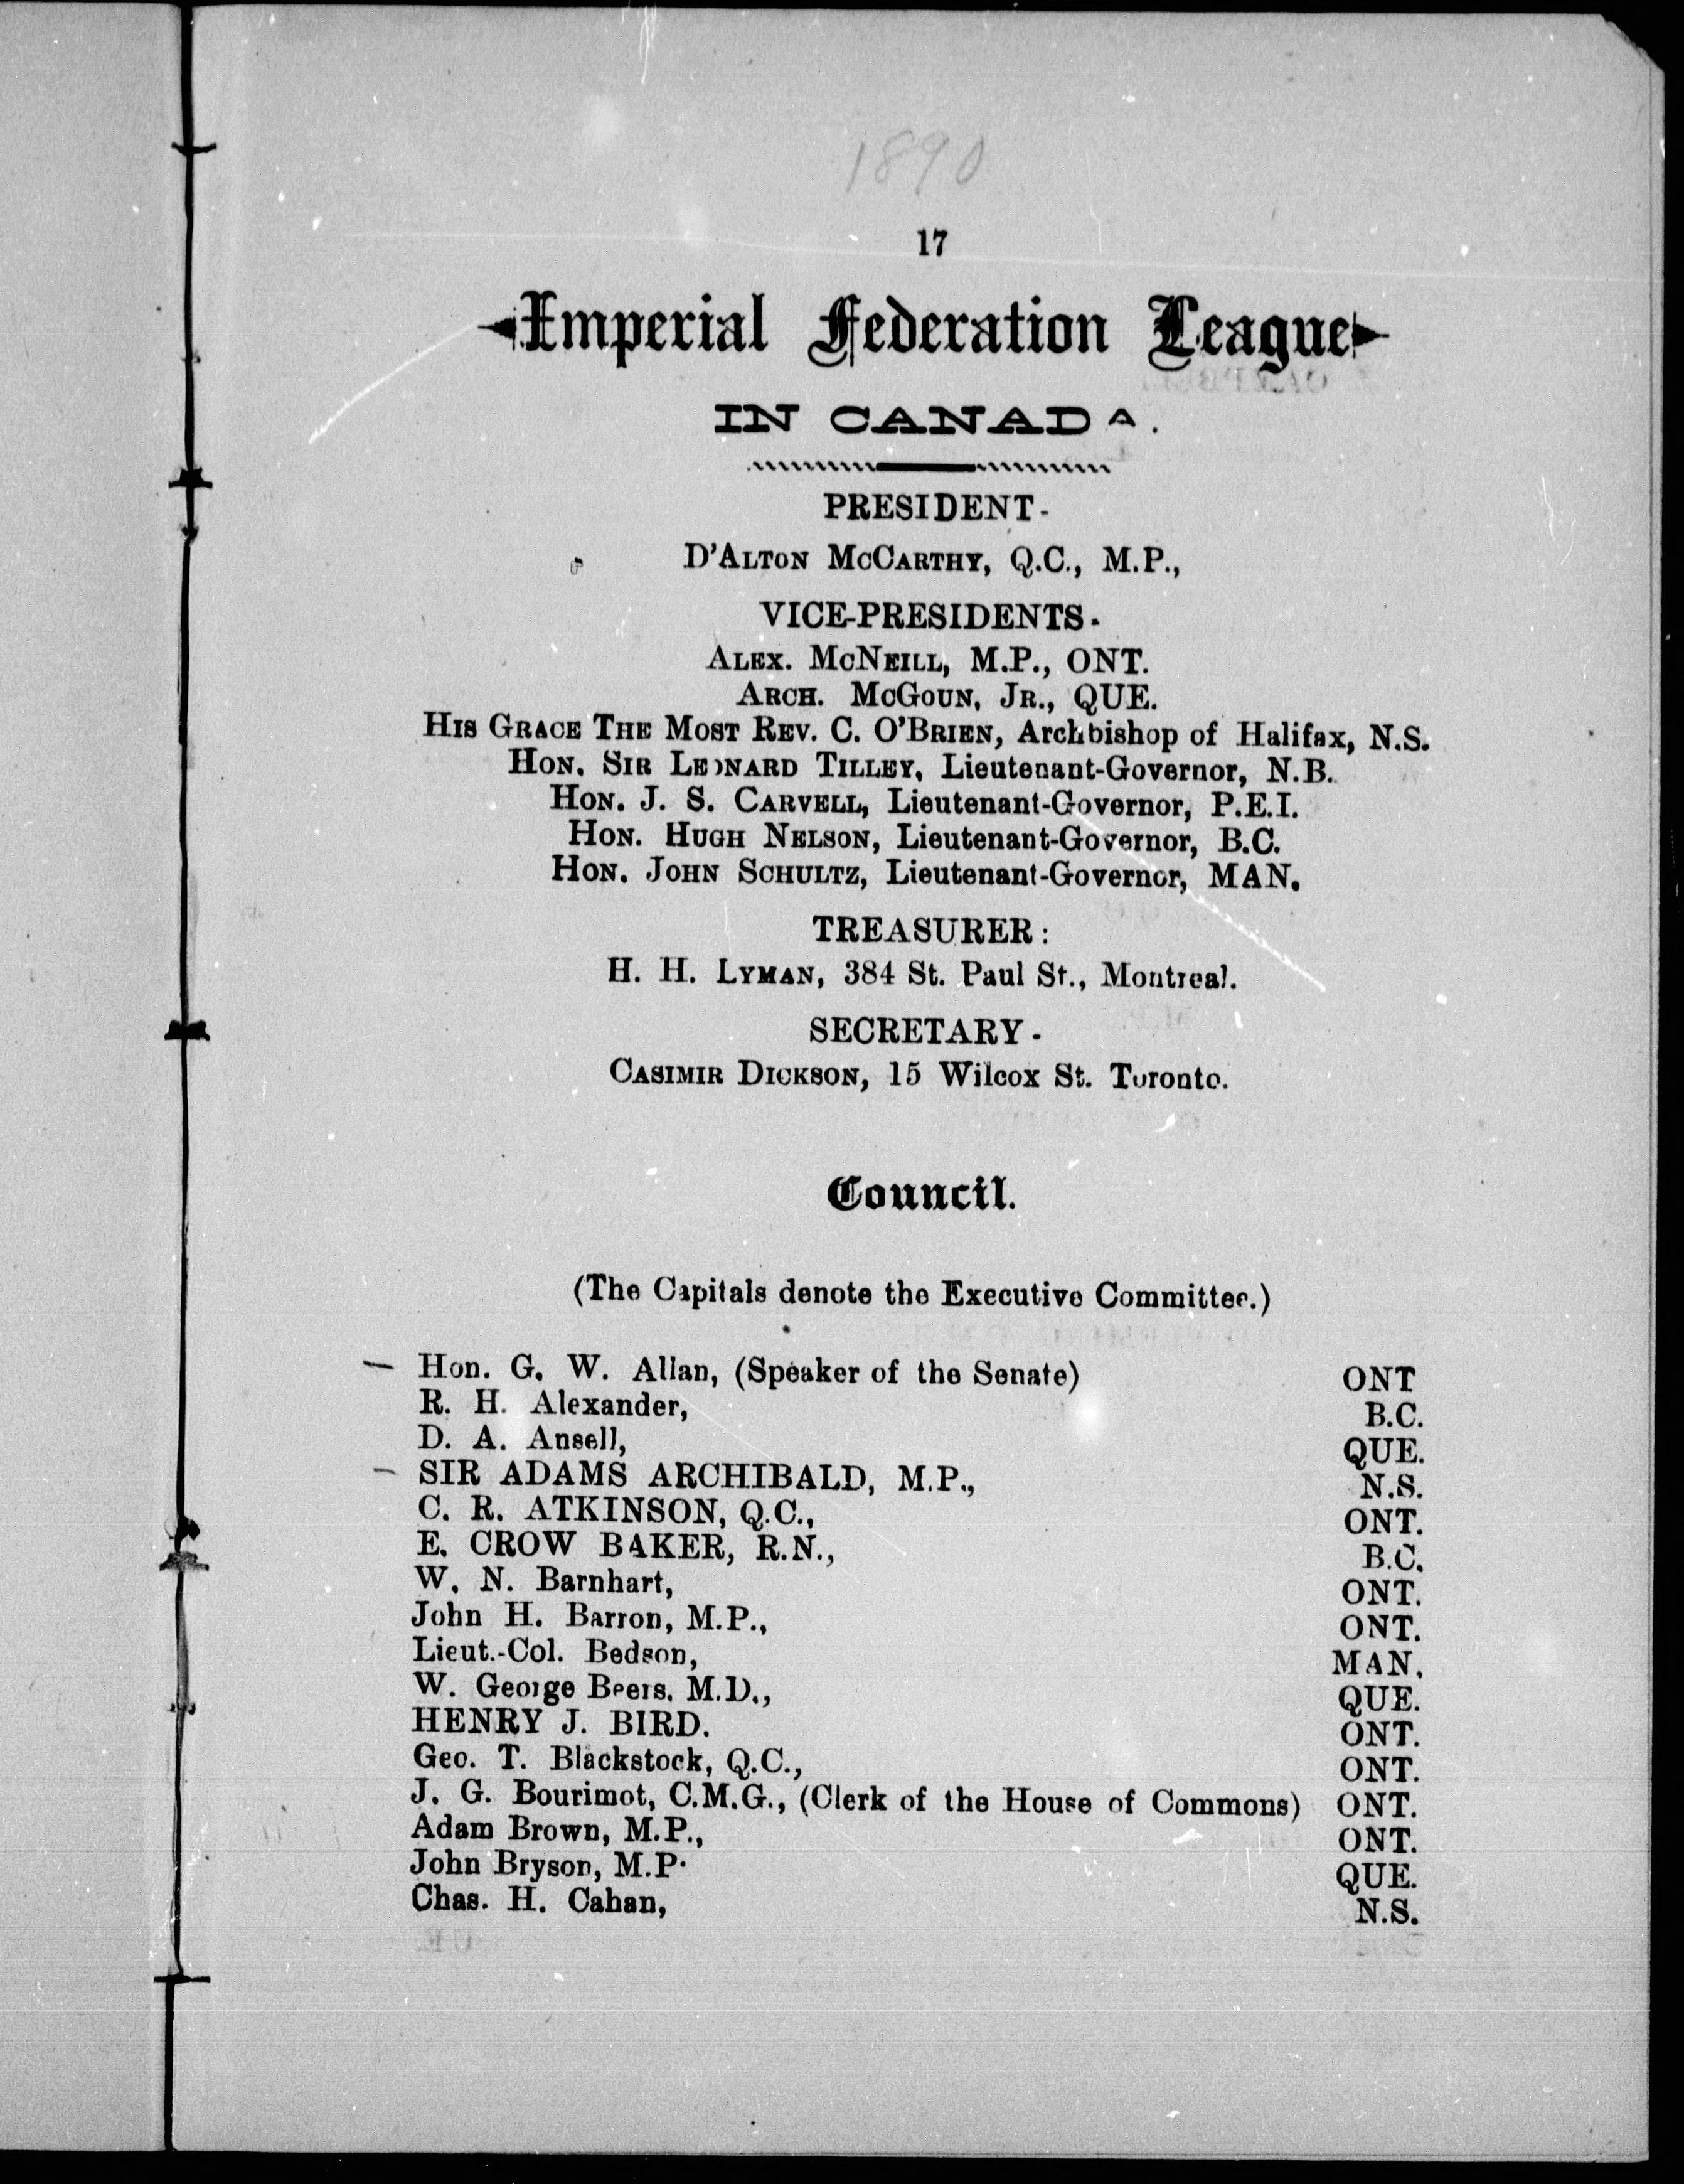 1890
17
Imperial Federation League
IN CANADA.
PRESIDENT-
D'ALTON MCCARTHY, Q.C., M.P.,
VICE-PRESIDENTS.
ALEX. MCNEILL, M.P., ONT.
ARCH. MCGOUN, JR., QUE.
HIS GRACE THE MOST REV. C. O'BRIEN, Archbishop of Halifax, N.S.
HON. SIR LEONARD TILLEY, Lieutenant-Governor, N.B.
HON. J. S. CARVELL, Lieutenant-Governor, P.E.I.
HON. HUGH NELSON, Lieutenant-Governor, B.C.
HON. JOHN SCHULTZ, Lieutenant-Governor, MAN.
TREASURER:
H. H. LYMAN, 384 St. Paul St., Montreal.
SECRETARY-
CASIMIR DICKSON, 15 Wilcox St. Toronto.
Council.
(The Capitals denote the Executive Committee.)
— Hon. G. W. Allan, (Speaker of the Senate) ONT
R. H. Alexander, B.C.
D. A. Ansell, QUE.
— SIR ADAMS ARCHIBALD, M.P., N.S.
C. R. ATKINSON, Q.C., ONT.
E. CROW BAKER, R.N., B.C.
W. N. Barnhart, ONT.
John H. Barron, M.P., ONT.
Lieut.-Col. Bedson, MAN.
W. George Beers. M.D., QUE.
HENRY J. BIRD. ONT.
Geo. T. Blackstock, Q.C., ONT.
J. G. Bourimot, C.M.G., (Clerk of the House of Commons) ONT.
Adam Brown, M.P., ONT.
John Bryson, M.P. QUE.
Chas. H. Cahan, N.S.